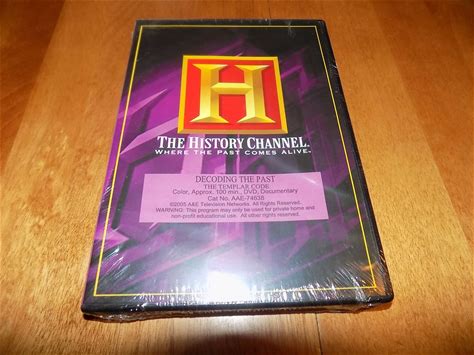 H
THE HISTORY CHANNEL.
WHERE THE PAST COMES ALIVE.
DECODING THE PAST
THE TEMPLAR CODE
Color, Approx. 100 min., DVD, Documentary
Cat No. AAE-74638
©2005 A&E Television Networks. All Rights Reserved.
WARNING: This program may only be used for private home and
non-profit educational use. All other rights reserved.